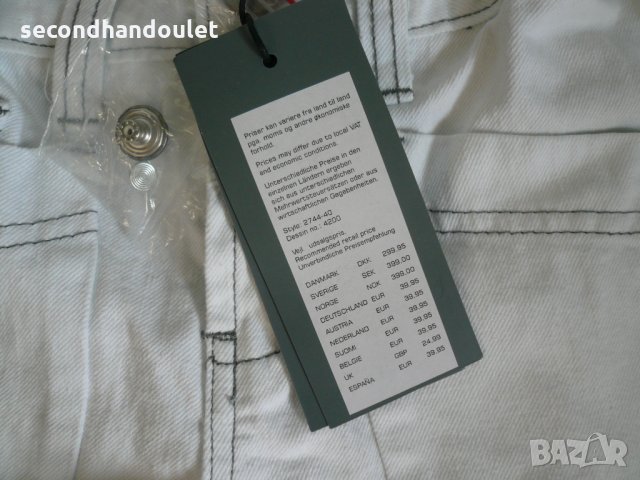 secondhandoulet
Priser kan variere fra land til land
pga. moms og andre økonomiske
forhold.
Prices may differ due to local VAT
and economic conditions.
Unterschiedliche Preise in den
einzelnen Ländern ergeben
sich aus unterschiedlichen
Mehrwertsteuersätzen oder aus
wirtschaftlichen Gegebenheiten.
Style: 2744-40
Dessin no.: 4200
Vejl. udsalgspris
Recommended retail price
Unverbindliche Preisempfehlung
DANMARK DKK 299.95
SVERIGE SEK 399.00
NORGE NOK 399.00
DEUTSCHLAND EUR 39.95
AUSTRIA EUR 39.95
NEDERLAND EUR 39.95
SUOMI EUR 39.95
BELGIE EUR 39.95
UK GBP 24.99
ESPAÑA EUR 39.95
BAZAR